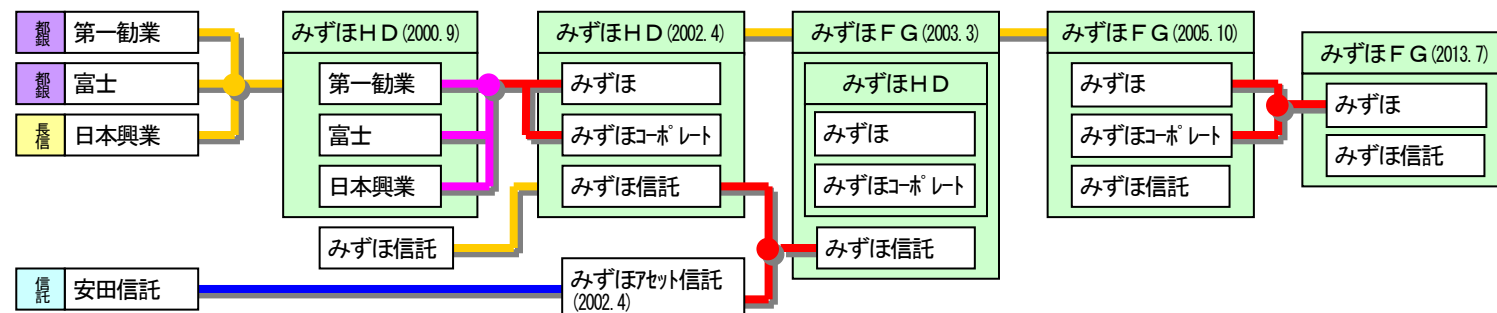 都銀
第一勧業
都銀
富士
長信
日本興業
信託
安田信託
みずほHD(2000.9)
第一勧業
富士
日本興業
みずほ信託
みずほHD(2002.4)
みずほ
みずほコーポレート
みずほ信託
みずほアセット信託
(2002.4)
みずほFG(2003.3)
みずほHD
みずほ
みずほコーポレート
みずほ信託
みずほFG(2005.10)
みずほ
みずほコーポレート
みずほ信託
みずほFG(2013.7)
みずほ
みずほ信託